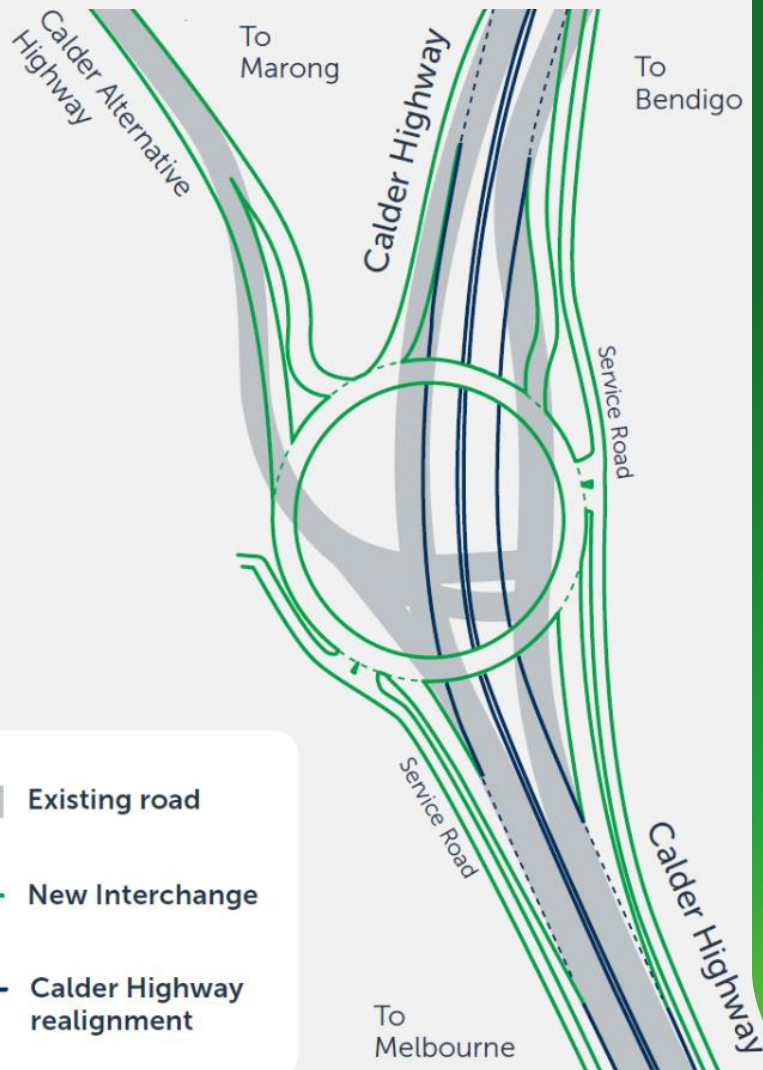 Calder Alternative
Highway
To
Marong
Calder Highway
To
Bendigo
Service Road
Service Road
Calder Highway
To
Melbourne
Existing road
New Interchange
Calder Highway
realignment